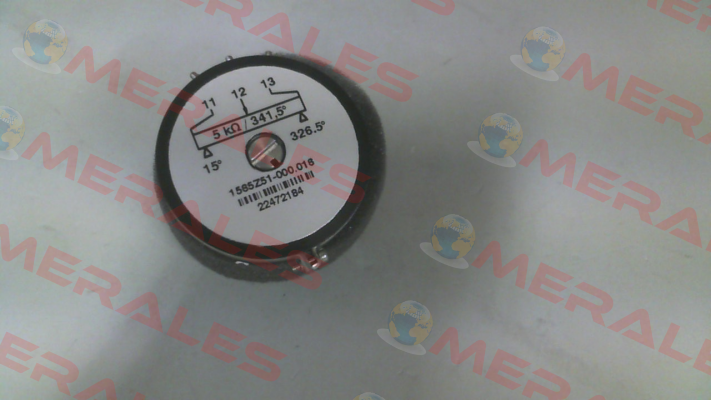 11 12 13
5 kΩ / 341,5°
15° 326.5°
1565Z51-000.016
22472184
MERALES
MERALES
MERALES
MERALES
MERALES
MERALES